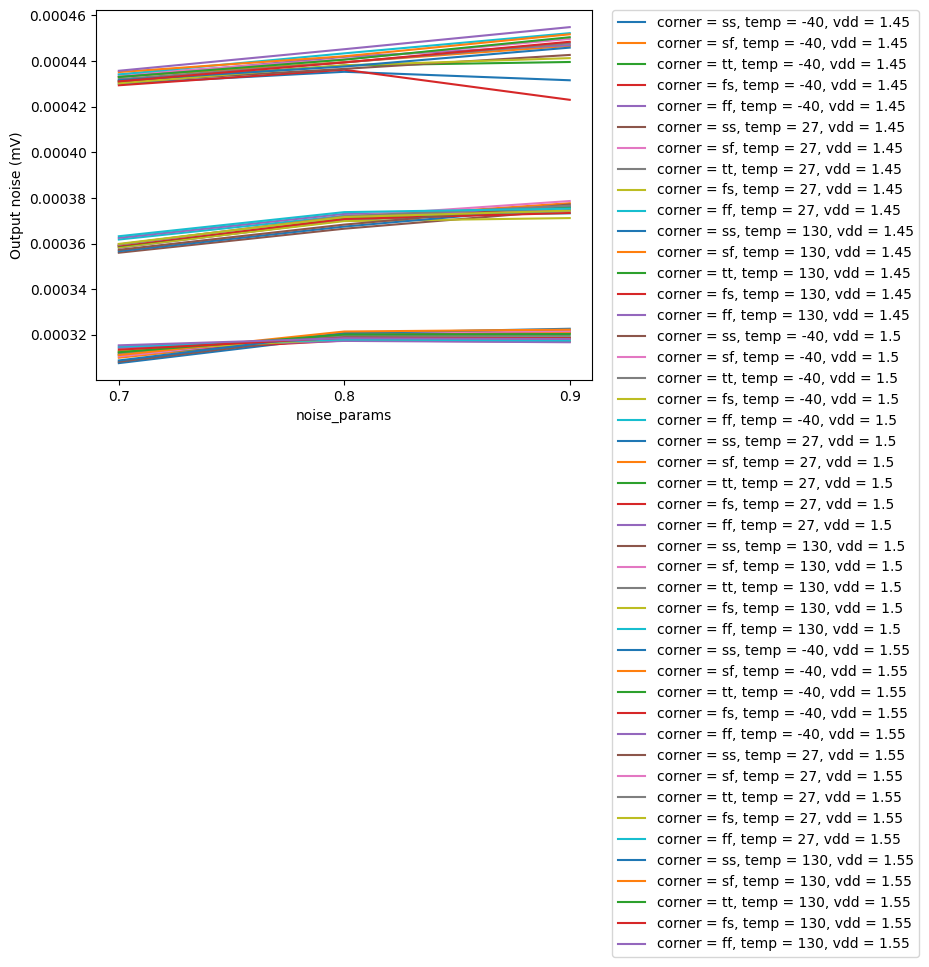 0.00046
0.00044
0.00042
0.00040
0.00038
0.00036
0.00034
0.00032
Output noise (mV)
0.7
0.8
0.9
noise_params
corner = ss, temp = -40, vdd = 1.45
corner = sf, temp = -40, vdd = 1.45
corner = tt, temp = -40, vdd = 1.45
corner = fs, temp = -40, vdd = 1.45
corner = ff, temp = -40, vdd = 1.45
corner = ss, temp = 27, vdd = 1.45
corner = sf, temp = 27, vdd = 1.45
corner = tt, temp = 27, vdd = 1.45
corner = fs, temp = 27, vdd = 1.45
corner = ff, temp = 27, vdd = 1.45
corner = ss, temp = 130, vdd = 1.45
corner = sf, temp = 130, vdd = 1.45
corner = tt, temp = 130, vdd = 1.45
corner = fs, temp = 130, vdd = 1.45
corner = ff, temp = 130, vdd = 1.45
corner = ss, temp = -40, vdd = 1.5
corner = sf, temp = -40, vdd = 1.5
corner = tt, temp = -40, vdd = 1.5
corner = fs, temp = -40, vdd = 1.5
corner = ff, temp = -40, vdd = 1.5
corner = ss, temp = 27, vdd = 1.5
corner = sf, temp = 27, vdd = 1.5
corner = tt, temp = 27, vdd = 1.5
corner = fs, temp = 27, vdd = 1.5
corner = ff, temp = 27, vdd = 1.5
corner = ss, temp = 130, vdd = 1.5
corner = sf, temp = 130, vdd = 1.5
corner = tt, temp = 130, vdd = 1.5
corner = fs, temp = 130, vdd = 1.5
corner = ff, temp = 130, vdd = 1.5
corner = ss, temp = -40, vdd = 1.55
corner = sf, temp = -40, vdd = 1.55
corner = tt, temp = -40, vdd = 1.55
corner = fs, temp = -40, vdd = 1.55
corner = ff, temp = -40, vdd = 1.55
corner = ss, temp = 27, vdd = 1.55
corner = sf, temp = 27, vdd = 1.55
corner = tt, temp = 27, vdd = 1.55
corner = fs, temp = 27, vdd = 1.55
corner = ff, temp = 27, vdd = 1.55
corner = ss, temp = 130, vdd = 1.55
corner = sf, temp = 130, vdd = 1.55
corner = tt, temp = 130, vdd = 1.55
corner = fs, temp = 130, vdd = 1.55
corner = ff, temp = 130, vdd = 1.55